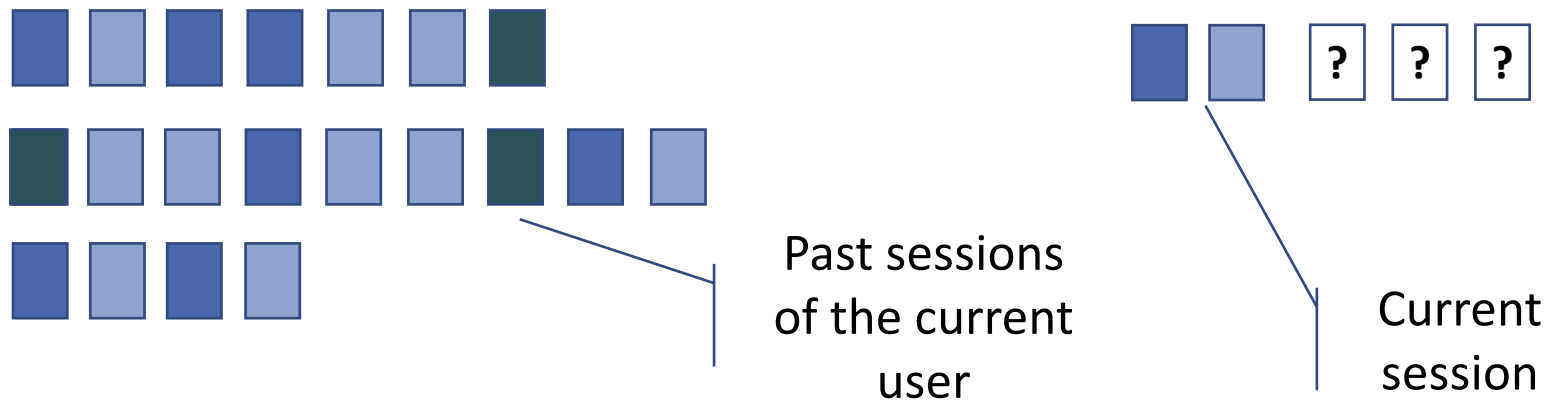 ? ? ?
Past sessions
of the current
user
Current
session